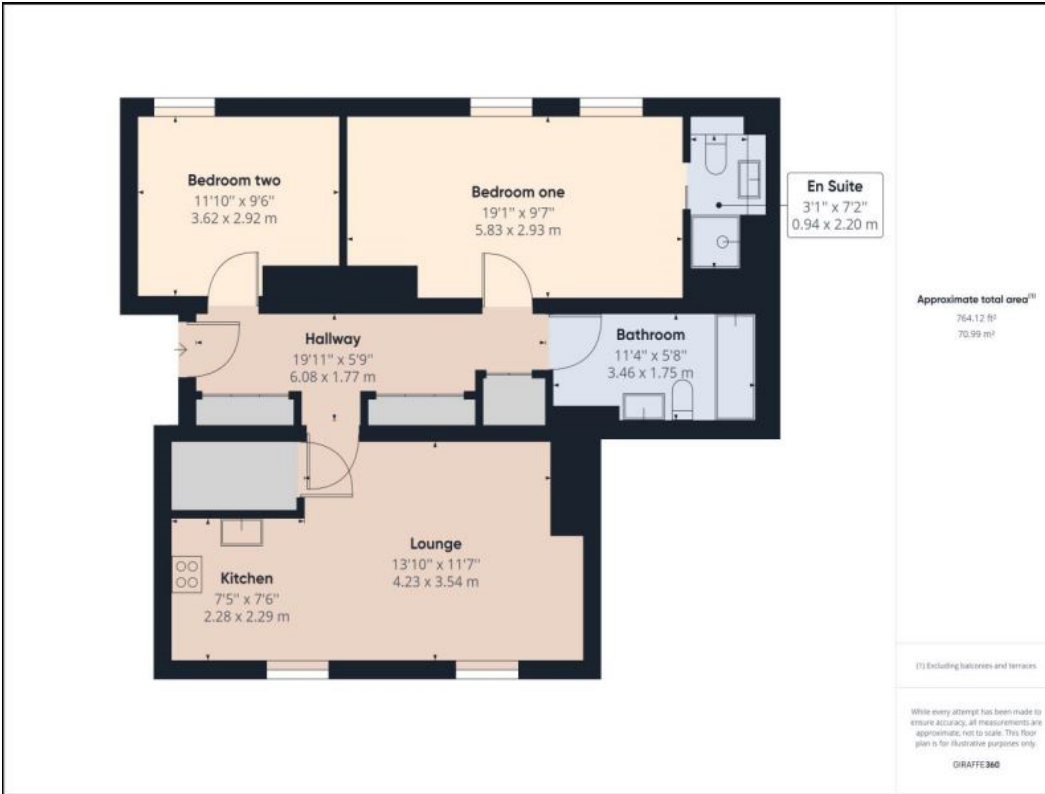 Bedroom two
11'10" x 9'6"
3.62 x 2.92 m
Bedroom one
19'1" x 9'7"
5.83 x 2.93 m
En Suite
3'1" x 7'2"
0.94 x 2.20 m
Hallway
19'11" x 5'9"
6.08 x 1.77 m
Bathroom
11'4" x 5'8"
3.46 x 1.75 m
Lounge
13'10" x 11'7"
4.23 x 3.54 m
Kitchen
7'5" x 7'6"
2.28 x 2.29 m
Approximate total area(1)
764.12 ft²
70.99 m²
(1) Excluding balconies and terraces
While every attempt has been made to
ensure accuracy, all measurements are
approximate, not to scale. This floor
plan is for illustrative purposes only.
GIRAFFE360